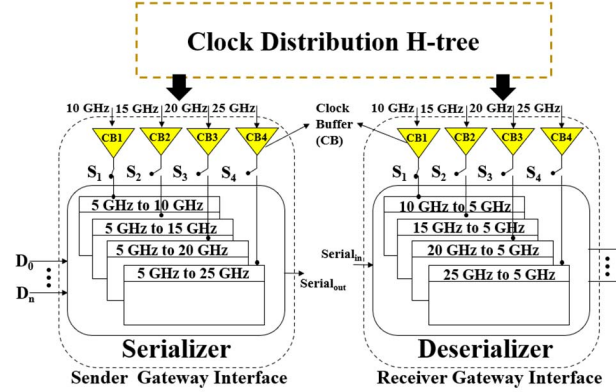 Clock Distribution H-tree
10 GHz 15 GHz 20 GHz 25 GHz
10 GHz 15 GHz 20 GHz 25 GHz
CB1 CB2 CB3 CB4
Clock
Buffer
(CB)
CB1 CB2 CB3 CB4
S1 S2 S3 S4
S1 S2 S3 S4
5 GHz to 10 GHz
5 GHz to 15 GHz
5 GHz to 20 GHz
5 GHz to 25 GHz
10 GHz to 5 GHz
15 GHz to 5 GHz
20 GHz to 5 GHz
25 GHz to 5 GHz
D0
Dn
Serialout
Serialin
Serializer
Deserializer
Sender Gateway Interface
Receiver Gateway Interface